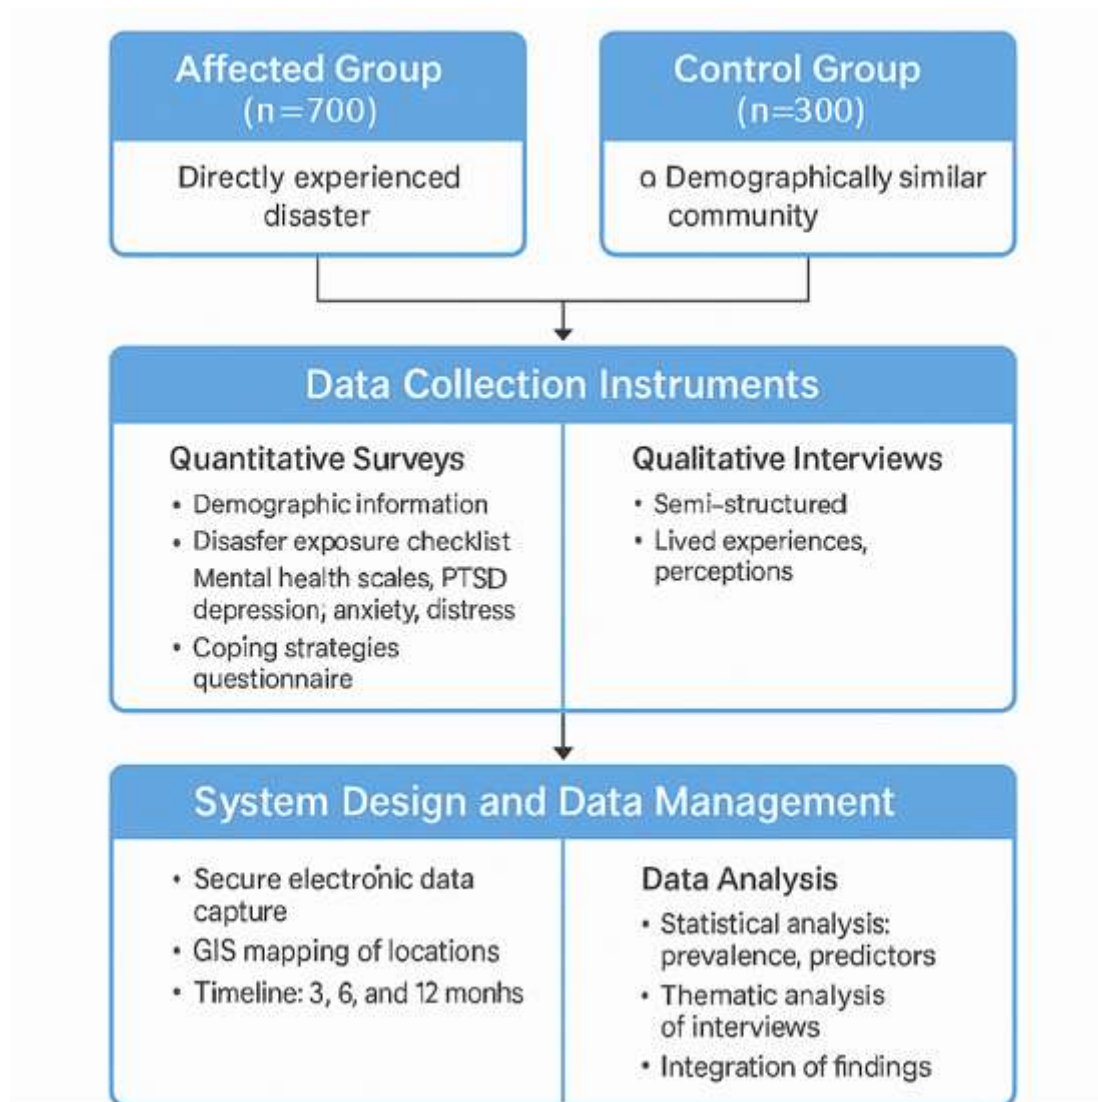 Affected Group
(n=700)
Directly experienced
disaster
Control Group
(n=300)
o Demographically similar
community
Data Collection Instruments
Quantitative Surveys
• Demographic information
• Disasfer exposure checklist
Mental health scales, PTSD
depression; anxiety, distress
• Coping strategies
questionnaire
Qualitative Interviews
• Semi-structured
• Lived experiences,
perceptions
System Design and Data Management
• Secure electronic data
capture
• GIS mapping of locations
• Timeline: 3, 6, and 12 monhs
Data Analysis
• Statistical analysis:
prevalence, predictors
• Thematic analysis
of interviews
• Integration of findings